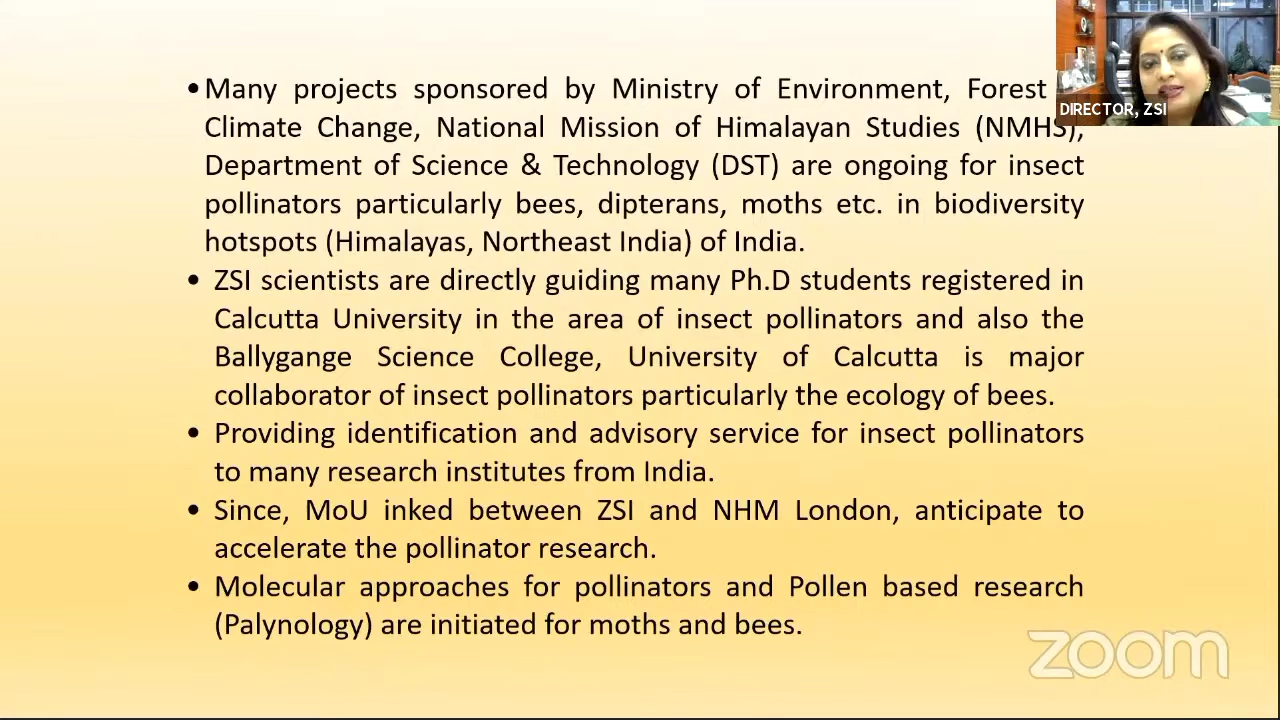 • Many projects sponsored by Ministry of Environment, Forest
Climate Change, National Mission of Himalayan Studies (NMHS),
Department of Science & Technology (DST) are ongoing for insect
pollinators particularly bees, dipterans, moths etc. in biodiversity
hotspots (Himalayas, Northeast India) of India.
• ZSI scientists are directly guiding many Ph.D students registered in
Calcutta University in the area of insect pollinators and also the
Ballygange Science College, University of Calcutta is major
collaborator of insect pollinators particularly the ecology of bees.
• Providing identification and advisory service for insect pollinators
to many research institutes from India.
• Since, MoU inked between ZSI and NHM London, anticipate to
accelerate the pollinator research.
• Molecular approaches for pollinators and Pollen based research
(Palynology) are initiated for moths and bees.
DIRECTOR, ZSI
zoom